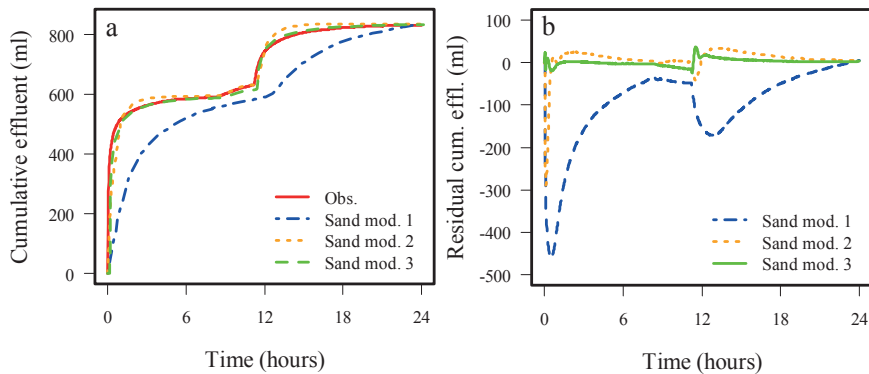 a
Cumulative effluent (ml)
800
600
400
200
0
Obs.
Sand mod. 1
Sand mod. 2
Sand mod. 3
0 6 12 18 24
Time (hours)
b
Residual cum. effl. (ml)
100
0
-100
-200
-300
-400
-500
Sand mod. 1
Sand mod. 2
Sand mod. 3
0 6 12 18 24
Time (hours)